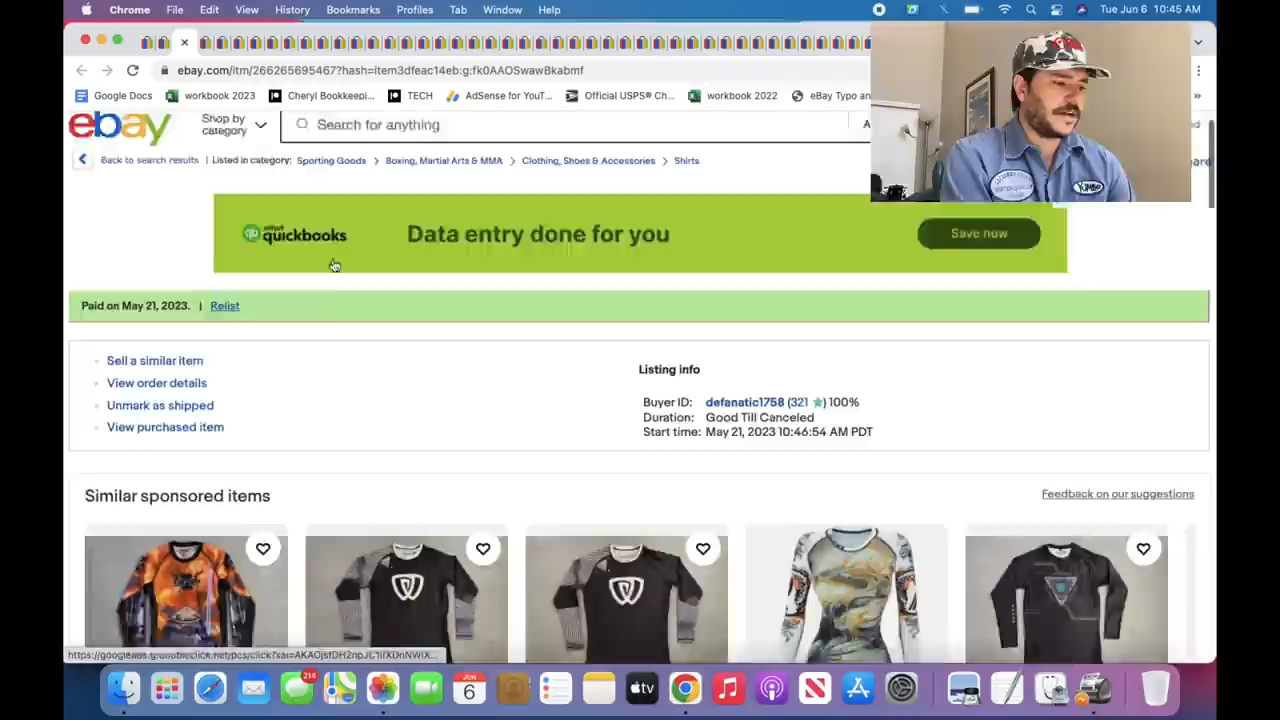 Chrome File Edit View History Bookmarks Profiles Tab Window Help Tue Jun 6 10:45 AM
ebay.com/itm/266265695467?hash=item3dfeac14eb:g:fk0AAOSwawBkabmf
Google Docs workbook 2023 Cheryl Bookkeepi... TECH AdSense for YouT... Official USPS® Ch... workbook 2022 eBay Typo an
ebay Shop by category Search for anything A
Back to search results | Listed in category: Sporting Goods > Boxing, Martial Arts & MMA > Clothing, Shoes & Accessories > Shirts
quickbooks Data entry done for you Save now
Paid on May 21, 2023. | Relist
Sell a similar item
View order details
Unmark as shipped
View purchased item
Listing info
Buyer ID: defanatic1758 (321 ★) 100%
Duration: Good Till Canceled
Start time: May 21, 2023 10:46:54 AM PDT
Similar sponsored items Feedback on our suggestions
214
JUN
6
tv